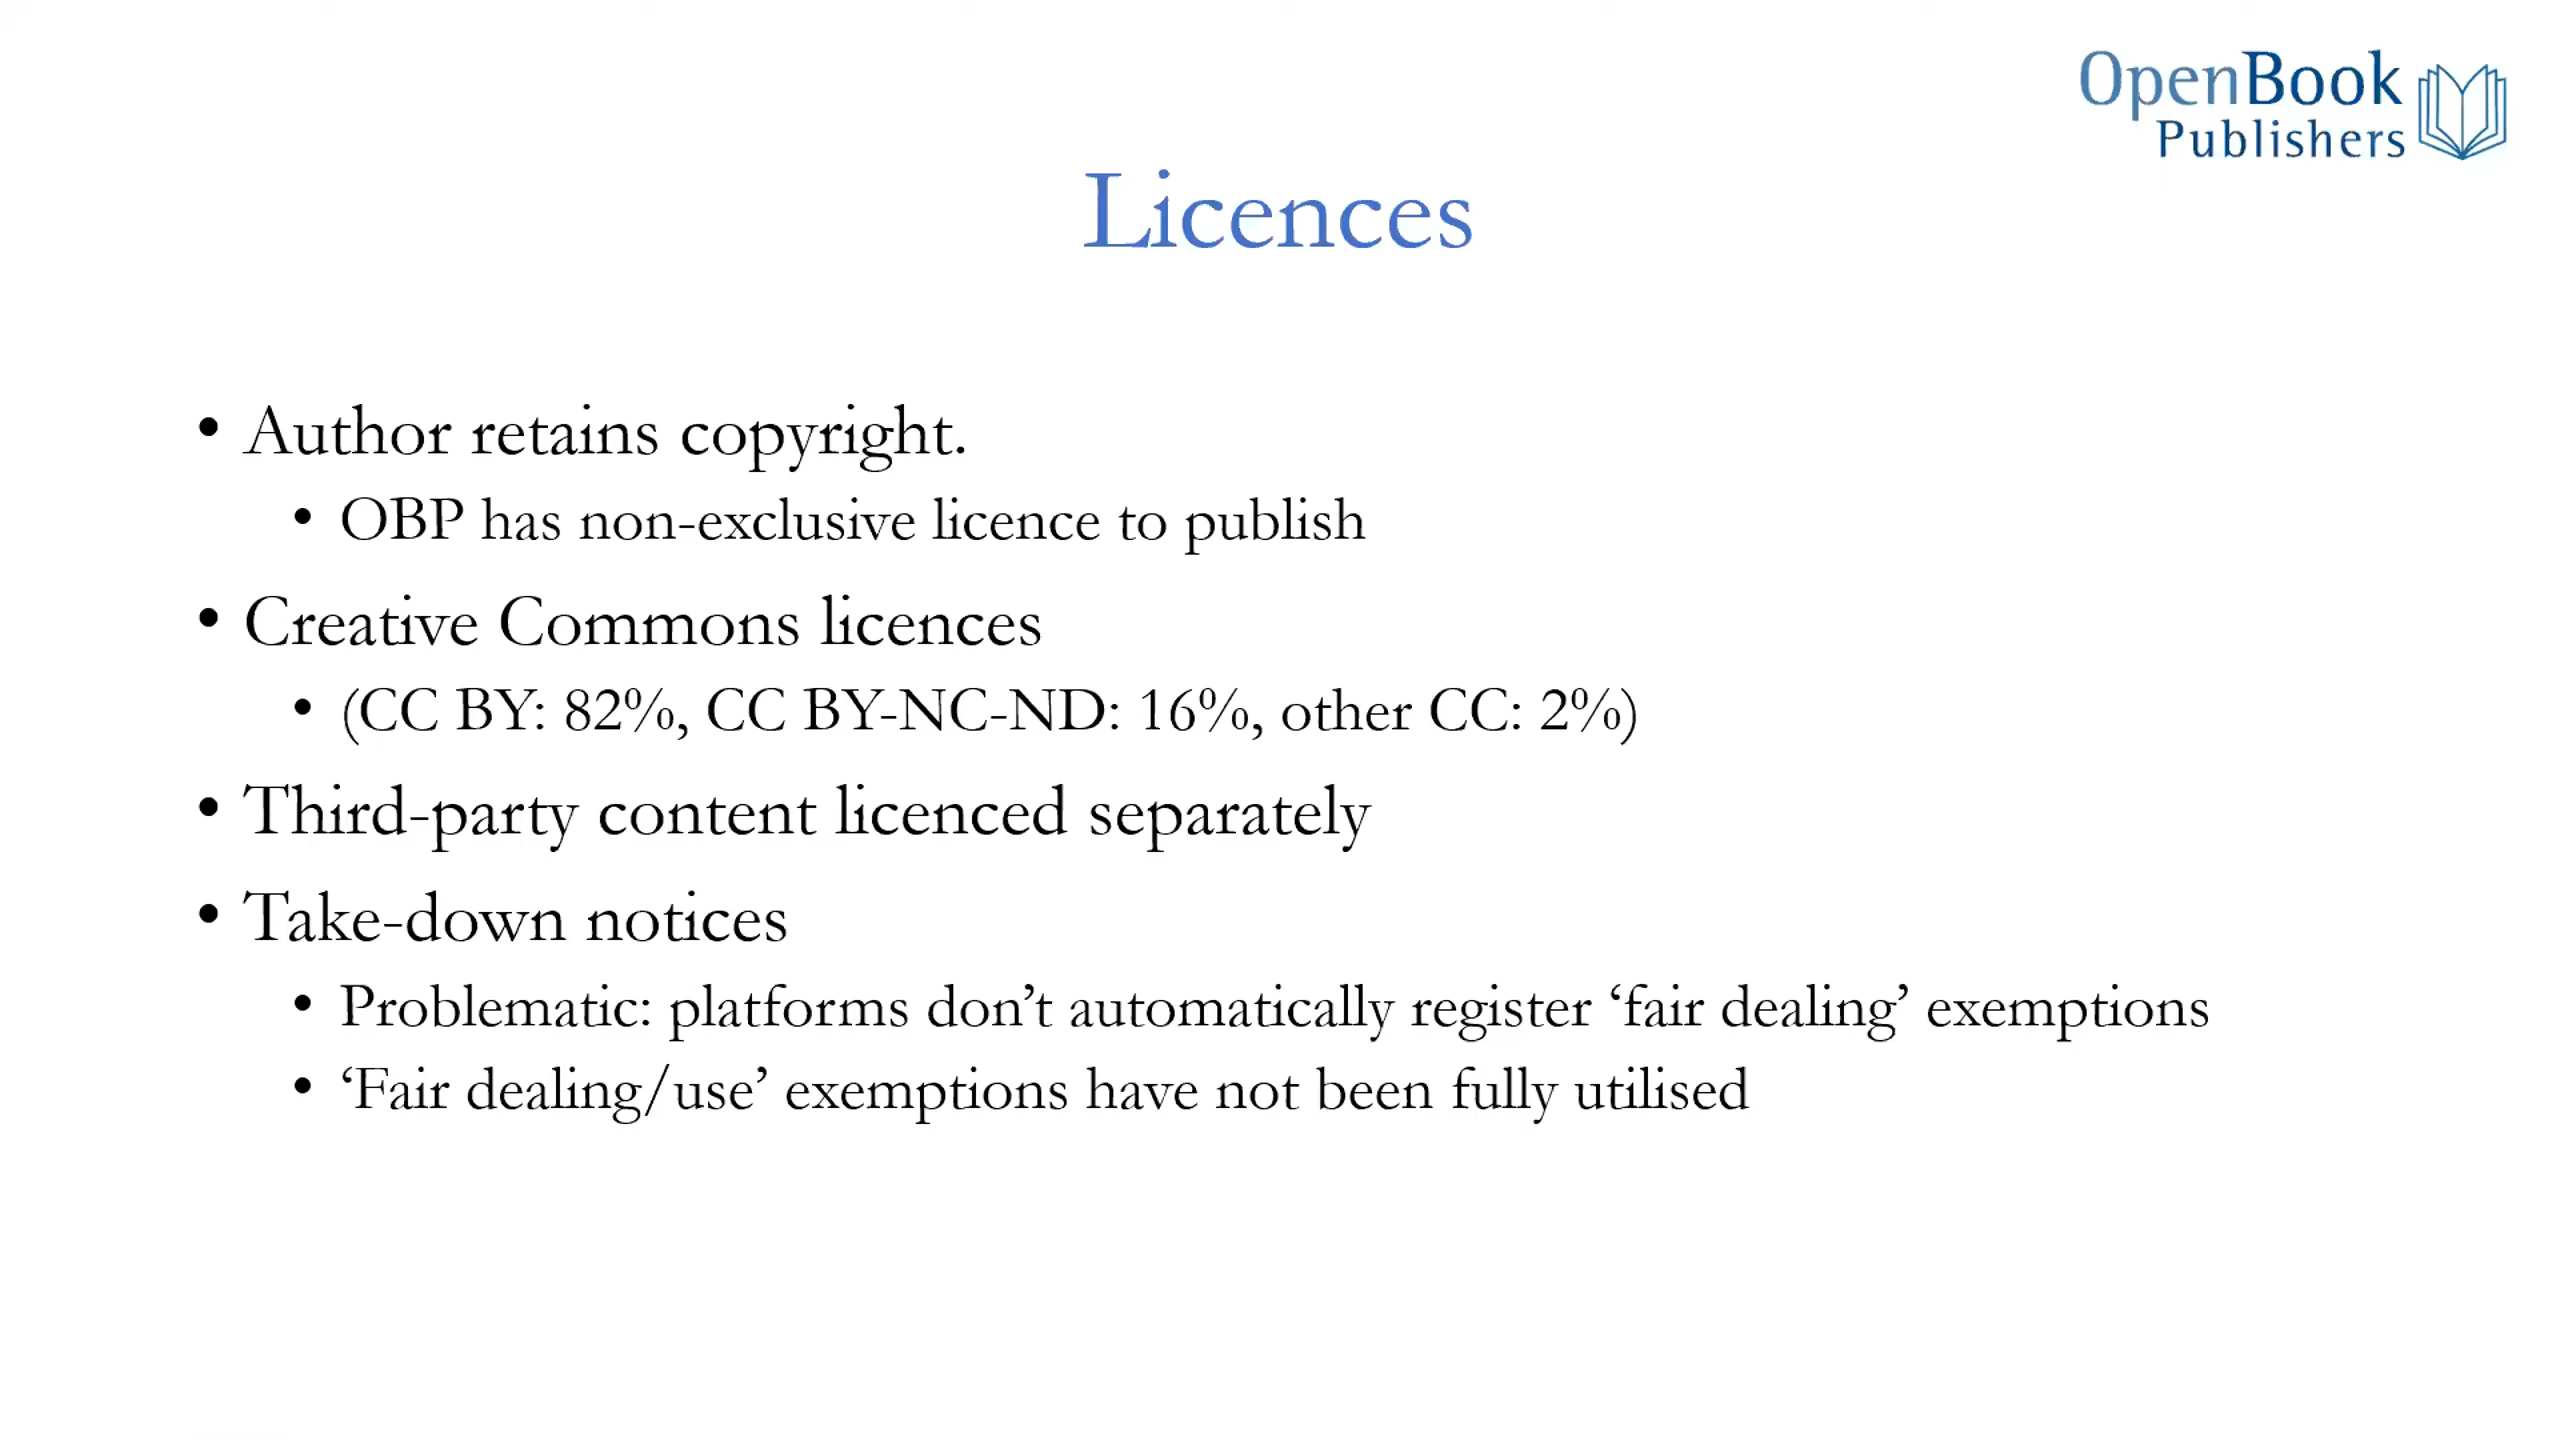 OpenBook
Publishers
Licences
• Author retains copyright.
• OBP has non-exclusive licence to publish
• Creative Commons licences
• (CC BY: 82%, CC BY-NC-ND: 16%, other CC: 2%)
• Third-party content licenced separately
• Take-down notices
• Problematic: platforms don’t automatically register ‘fair dealing’ exemptions
• ‘Fair dealing/use’ exemptions have not been fully utilised